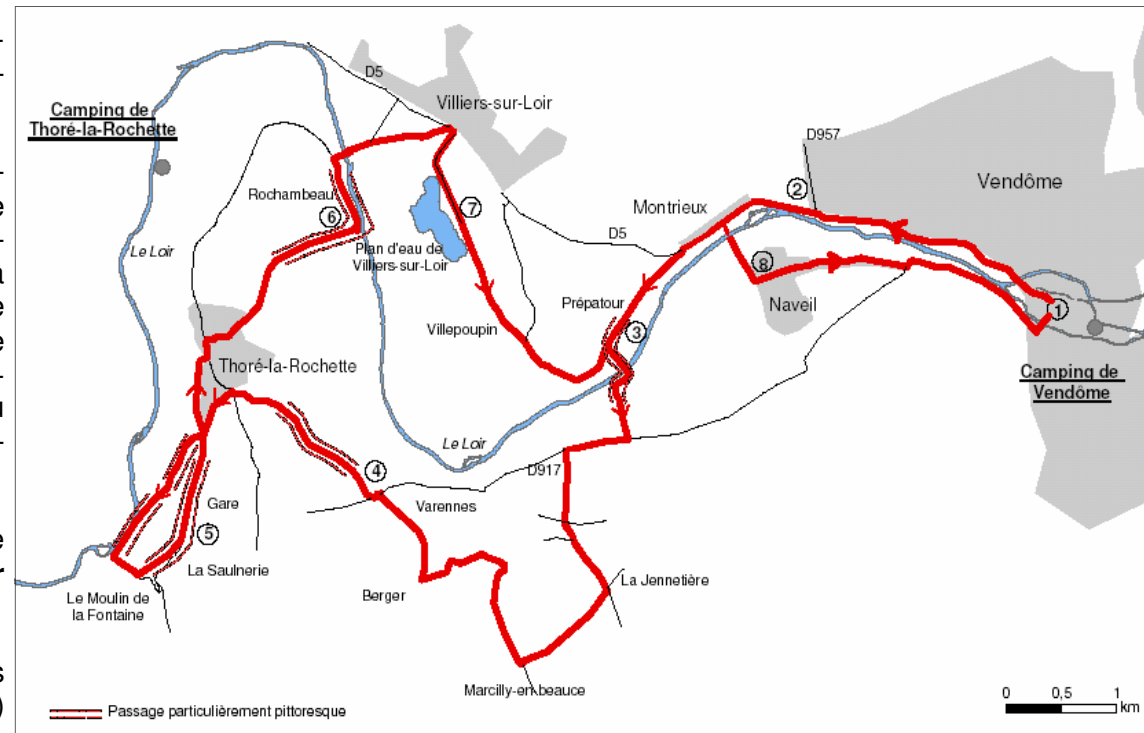 Camping de
Thoré-la-Rochette
D5
Villiers-sur-Loir
D957
Vendôme
Rochambeau
6
7
2
Montrieux
Le Loir
Plan d'eau de
Villiers-sur-Loir
D5
8
Naveil
1
Prépatour
3
Villepoupin
Thoré-la-Rochette
Camping de
Vendôme
Le Loir
D917
4
Varennes
Gare
5
La Saulnerie
Le Moulin de
la Fontaine
Berger
La Jennetière
Marcilly-en-beauce
Passage particulièrement pittoresque
0 0,5 1
km